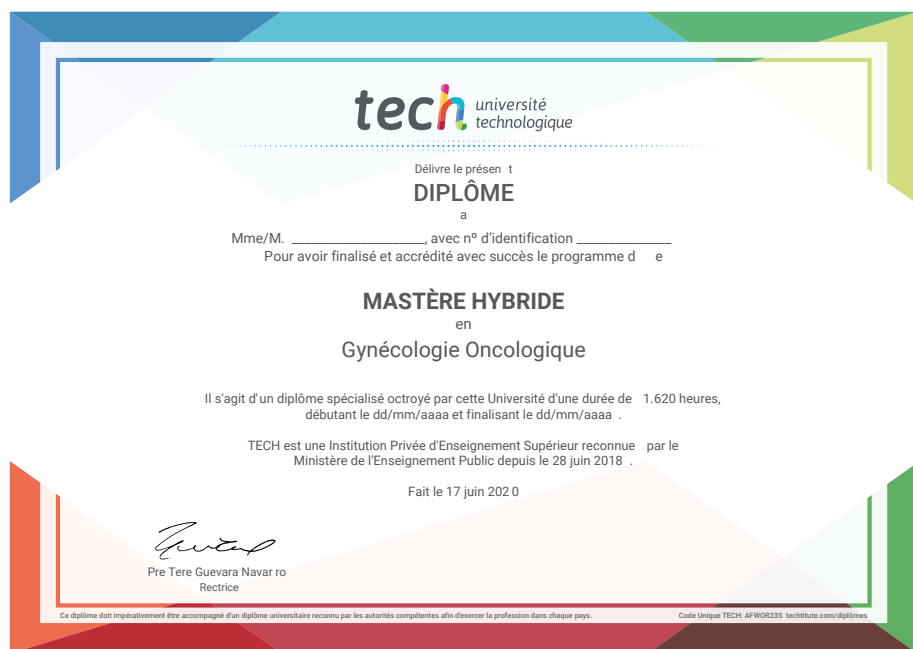 tech université
technologique
Délivre le présen t
DIPLÔME
a
Mme/M. ____________________, avec nº d'identification ______________
Pour avoir finalisé et accrédité avec succès le programme d e
MASTÈRE HYBRIDE
en
Gynécologie Oncologique
Il s'agit d'un diplôme spécialisé octroyé par cette Université d'une durée de 1.620 heures,
débutant le dd/mm/aaaa et finalisant le dd/mm/aaaa .
TECH est une Institution Privée d'Enseignement Supérieur reconnue par le
Ministère de l'Enseignement Public depuis le 28 juin 2018 .
Fait le 17 juin 202 0
Pre Tere Guevara Navar ro
Rectrice
Ce diplôme doit impérativement être accompagné d'un diplôme universitaire reconnu par les autorités compétentes afin d'exercer la profession dans chaque pays. Code Unique TECH: AFWOR23S techtitute.com/diplômes